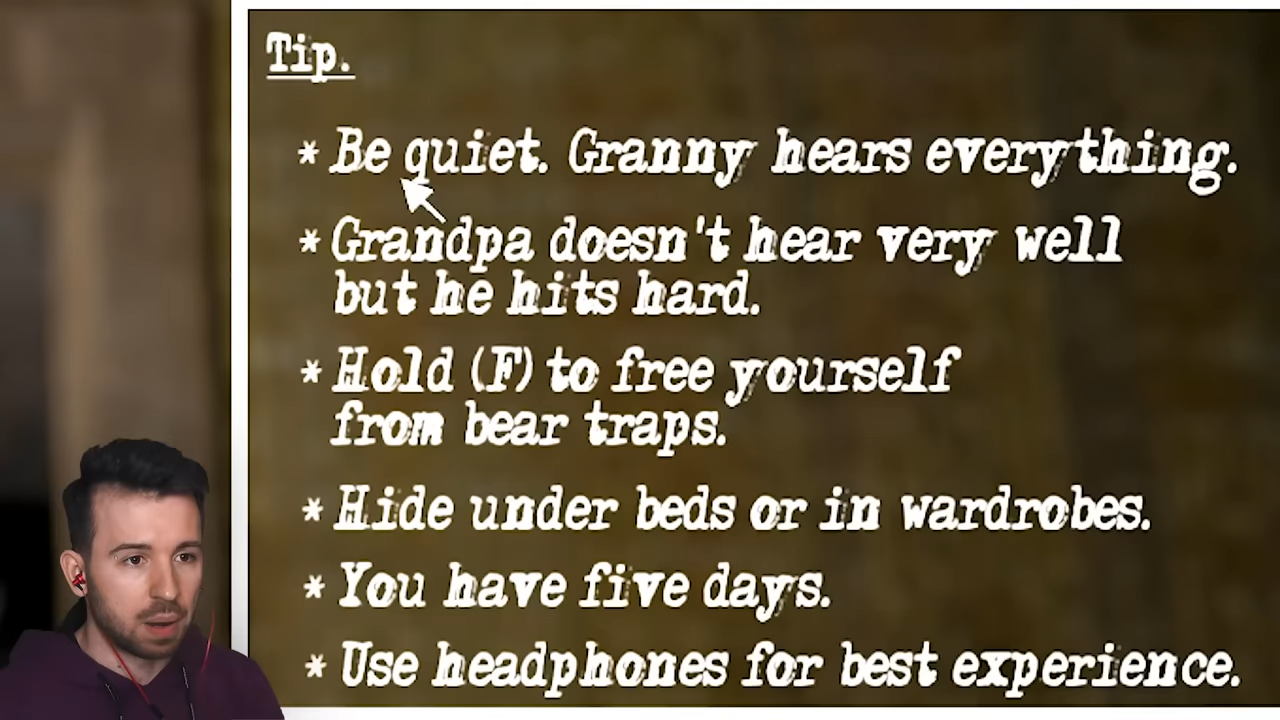 Tip.
* Be quiet. Granny hears everything.
* Grandpa doesn't hear very well
but he hits hard.
* Hold (F) to free yourself
from bear traps.
* Hide under beds or in wardrobes.
* You have five days.
* Use headphones for best experience.